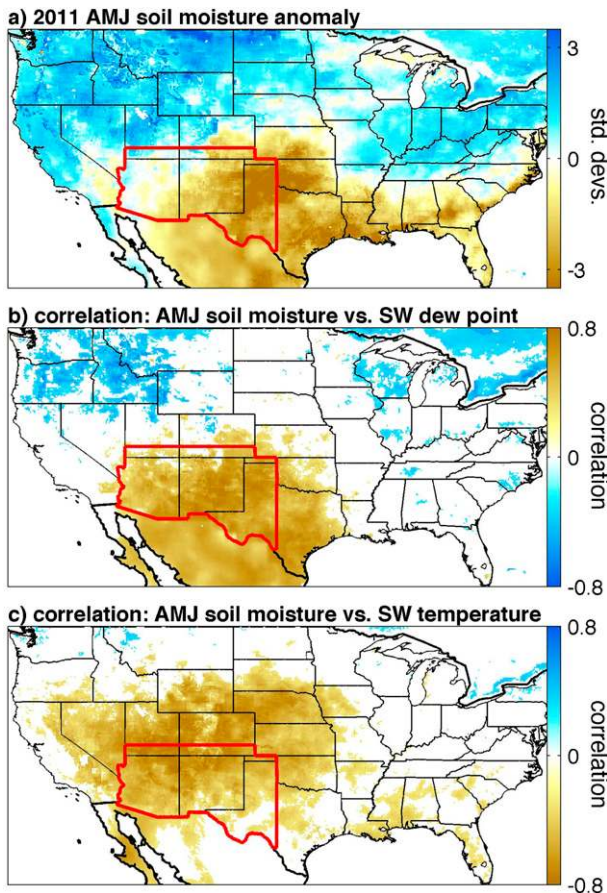 a) 2011 AMJ soil moisture anomaly
3
0
-3
std. devs.
b) correlation: AMJ soil moisture vs. SW dew point
0.8
0.0
-0.8
correlation
c) correlation: AMJ soil moisture vs. SW temperature
0.8
0
-0.8
correlation